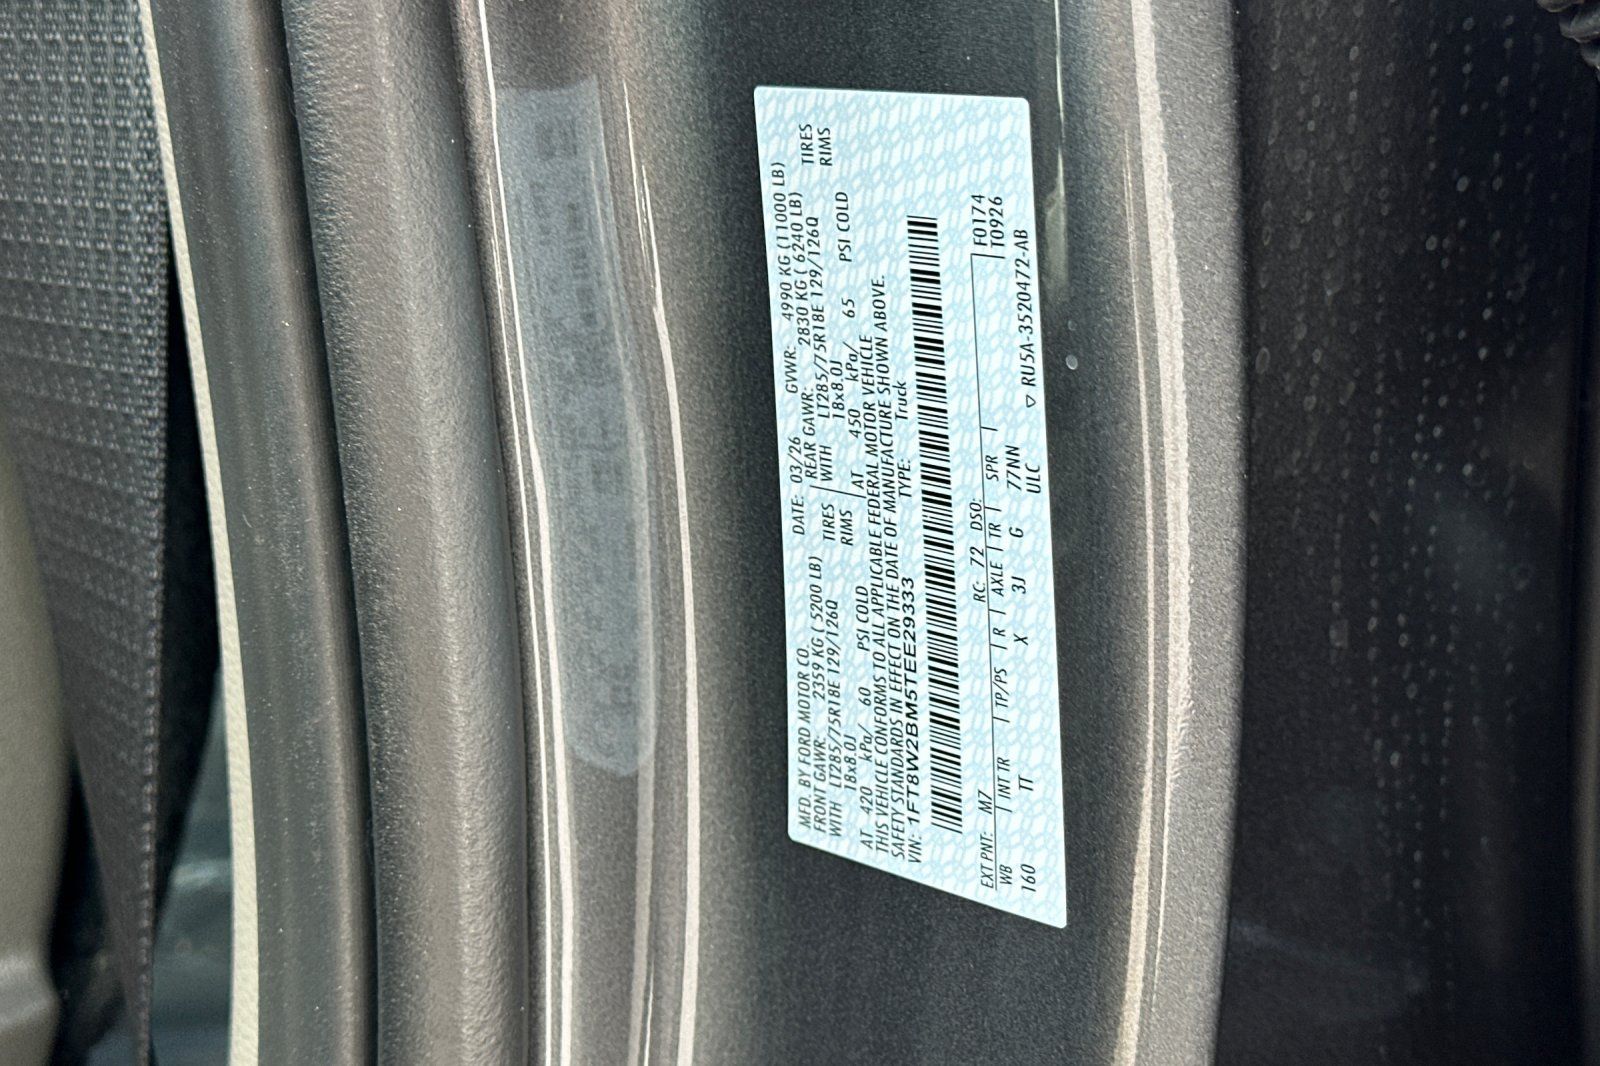 MFD. BY FORD MOTOR CO.
DATE: 03/26 GVWR: 4990 KG (11000 LB)
FRONT GAWR: 2359 KG ( 5200 LB)
REAR GAWR: 2830 KG ( 6240 LB)
WITH LT285/75R18E 129/126Q TIRES
WITH LT285/75R18E 129/126Q TIRES
18x8.0J RIMS
18x8.0J RIMS
AT 420 kPa/ 60 PSI COLD
AT 450 kPa/ 65 PSI COLD
THIS VEHICLE CONFORMS TO ALL APPLICABLE FEDERAL MOTOR VEHICLE
SAFETY STANDARDS IN EFFECT ON THE DATE OF MANUFACTURE SHOWN ABOVE.
VIN: 1FT8W2BM5TEE29333 TYPE: Truck
F0174
EXT PNT: M7 RC: 72 DSO: T0926
WB INT TR TP/PS R AXLE TR SPR
160 TT X 3J G 77NN ▽ RU5A-3520472-AB
ULC